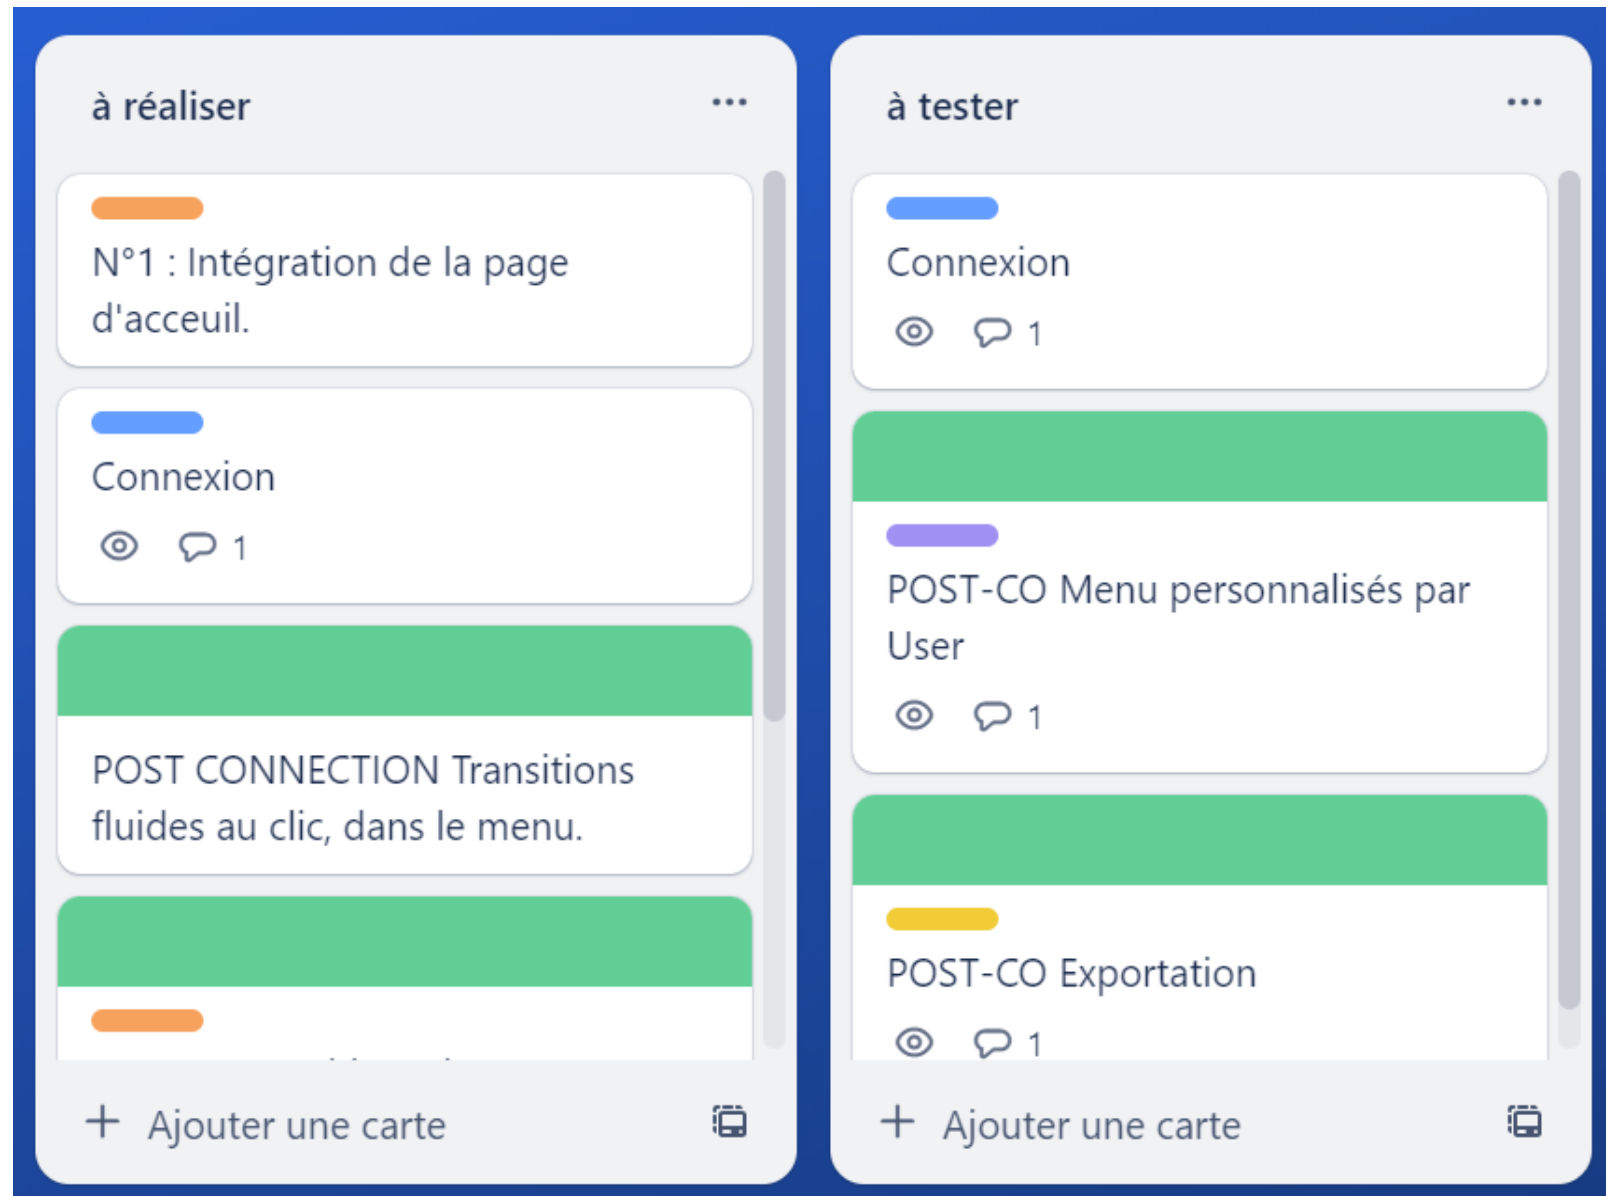 à réaliser
N°1 : Intégration de la page
d'acceuil.
Connexion
1
POST CONNECTION Transitions
fluides au clic, dans le menu.
Ajouter une carte
à tester
Connexion
1
POST-CO Menu personnalisés par
User
1
POST-CO Exportation
1
Ajouter une carte